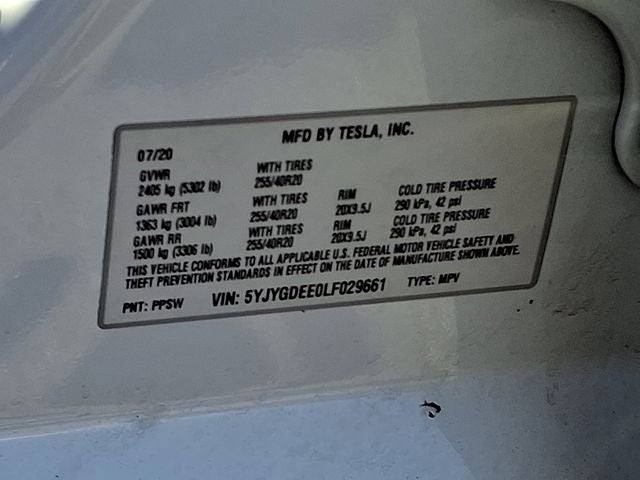 MFD BY TESLA, INC.
07/20
GVWR WITH TIRES
2405 kg (5302 lb) 255/40R20
GAWR FRT WITH TIRES RIM COLD TIRE PRESSURE
1363 kg (3004 lb) 255/40R20 20X9.5J 290 kPa, 42 psi
GAWR RR WITH TIRES RIM COLD TIRE PRESSURE
1500 kg (3306 lb) 255/40R20 20X9.5J 290 kPa, 42 psi
THIS VEHICLE CONFORMS TO ALL APPLICABLE U.S. FEDERAL MOTOR VEHICLE SAFETY AND
THEFT PREVENTION STANDARDS IN EFFECT ON THE DATE OF MANUFACTURE SHOWN ABOVE.
PNT: PPSW VIN: 5YJYGDEE0LF029661 TYPE: MPV